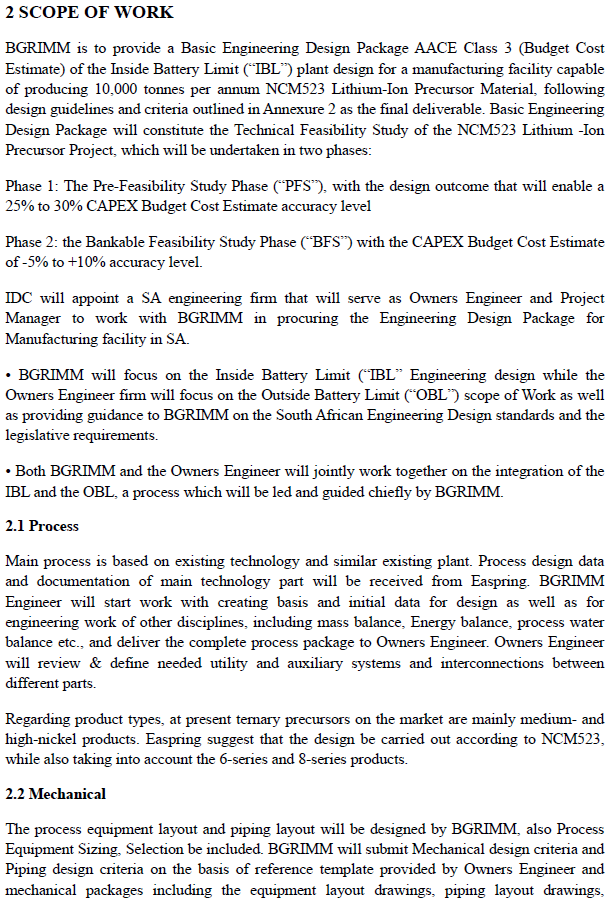 2 SCOPE OF WORK
BGRIMM is to provide a Basic Engineering Design Package AACE Class 3 (Budget Cost
Estimate) of the Inside Battery Limit (“IBL”) plant design for a manufacturing facility capable
of producing 10,000 tonnes per annum NCM523 Lithium-Ion Precursor Material, following
design guidelines and criteria outlined in Annexure 2 as the final deliverable. Basic Engineering
Design Package will constitute the Technical Feasibility Study of the NCM523 Lithium -Ion
Precursor Project, which will be undertaken in two phases:
Phase 1: The Pre-Feasibility Study Phase (“PFS”), with the design outcome that will enable a
25% to 30% CAPEX Budget Cost Estimate accuracy level
Phase 2: the Bankable Feasibility Study Phase (“BFS”) with the CAPEX Budget Cost Estimate
of -5% to +10% accuracy level.
IDC will appoint a SA engineering firm that will serve as Owners Engineer and Project
Manager to work with BGRIMM in procuring the Engineering Design Package for
Manufacturing facility in SA.
• BGRIMM will focus on the Inside Battery Limit (“IBL” Engineering design while the
Owners Engineer firm will focus on the Outside Battery Limit (“OBL”) scope of Work as well
as providing guidance to BGRIMM on the South African Engineering Design standards and the
legislative requirements.
• Both BGRIMM and the Owners Engineer will jointly work together on the integration of the
IBL and the OBL, a process which will be led and guided chiefly by BGRIMM.
2.1 Process
Main process is based on existing technology and similar existing plant. Process design data
and documentation of main technology part will be received from Easpring. BGRIMM
Engineer will start work with creating basis and initial data for design as well as for
engineering work of other disciplines, including mass balance, Energy balance, process water
balance etc., and deliver the complete process package to Owners Engineer. Owners Engineer
will review & define needed utility and auxiliary systems and interconnections between
different parts.
Regarding product types, at present ternary precursors on the market are mainly medium- and
high-nickel products. Easpring suggest that the design be carried out according to NCM523,
while also taking into account the 6-series and 8-series products.
2.2 Mechanical
The process equipment layout and piping layout will be designed by BGRIMM, also Process
Equipment Sizing, Selection be included. BGRIMM will submit Mechanical design criteria and
Piping design criteria on the basis of reference template provided by Owners Engineer and
mechanical packages including the equipment layout drawings, piping layout drawings,